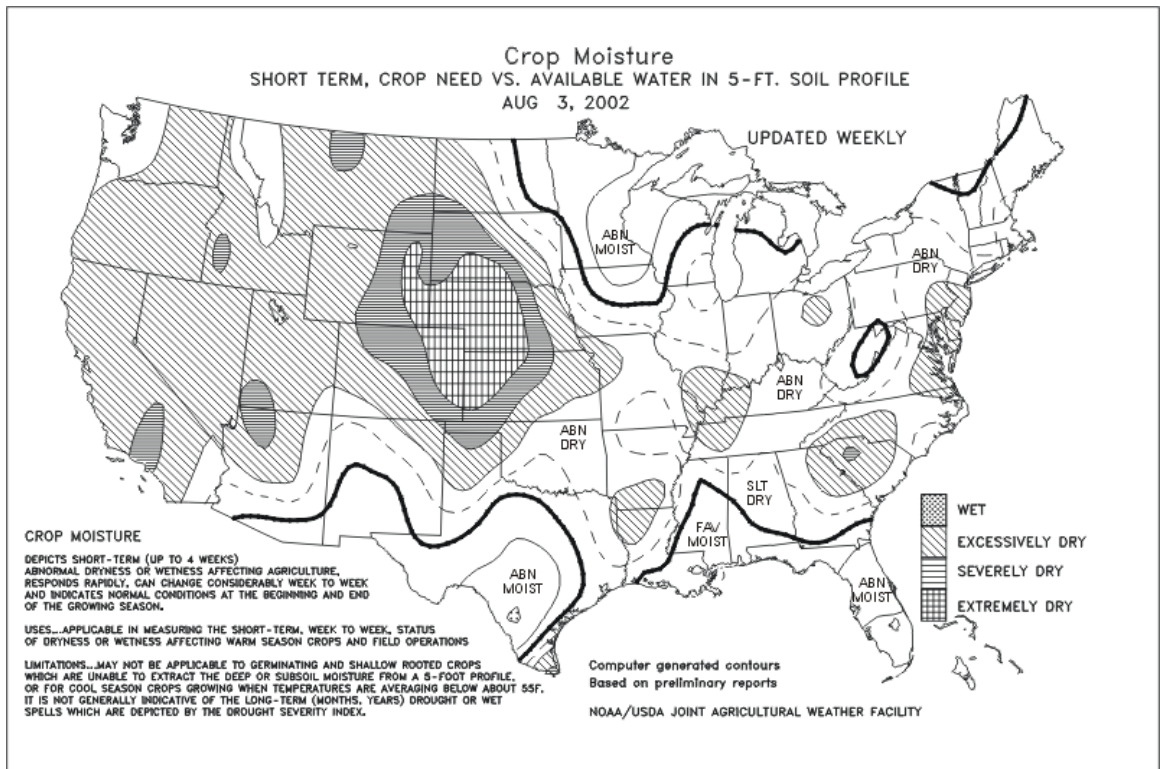 Crop Moisture
SHORT TERM, CROP NEED VS. AVAILABLE WATER IN 5-FT. SOIL PROFILE
AUG 3, 2002
UPDATED WEEKLY
ABN
MOIST
ABN
DRY
ABN
DRY
ABN
DRY
SLT
DRY
FAV
MOIST
ABN
MOIST
ABN
MOIST
WET
EXCESSIVELY DRY
SEVERELY DRY
EXTREMELY DRY
CROP MOISTURE
DEPICTS SHORT-TERM (UP TO 4 WEEKS)
ABNORMAL DRYNESS OR WETNESS AFFECTING AGRICULTURE,
RESPONDS RAPIDLY, CAN CHANGE CONSIDERABLY WEEK TO WEEK
AND INDICATES NORMAL CONDITIONS AT THE BEGINNING AND END
OF THE GROWING SEASON.
USES...APPLICABLE IN MEASURING THE SHORT-TERM, WEEK TO WEEK, STATUS
OF DRYNESS OR WETNESS AFFECTING WARM SEASON CROPS AND FIELD OPERATIONS
LIMITATIONS...MAY NOT BE APPLICABLE TO GERMINATING AND SHALLOW ROOTED CROPS
WHICH ARE UNABLE TO EXTRACT THE DEEP OR SUBSOIL MOISTURE FROM A 5-FOOT PROFILE,
OR FOR COOL SEASON CROPS GROWING WHEN TEMPERATURES ARE AVERAGING BELOW ABOUT 55F.
IT IS NOT GENERALLY INDICATIVE OF THE LONG-TERM (MONTHS, YEARS) DROUGHT OR WET
SPELLS WHICH ARE DEPICTED BY THE DROUGHT SEVERITY INDEX.
Computer generated contours
Based on preliminary reports
NOAA/USDA JOINT AGRICULTURAL WEATHER FACILITY